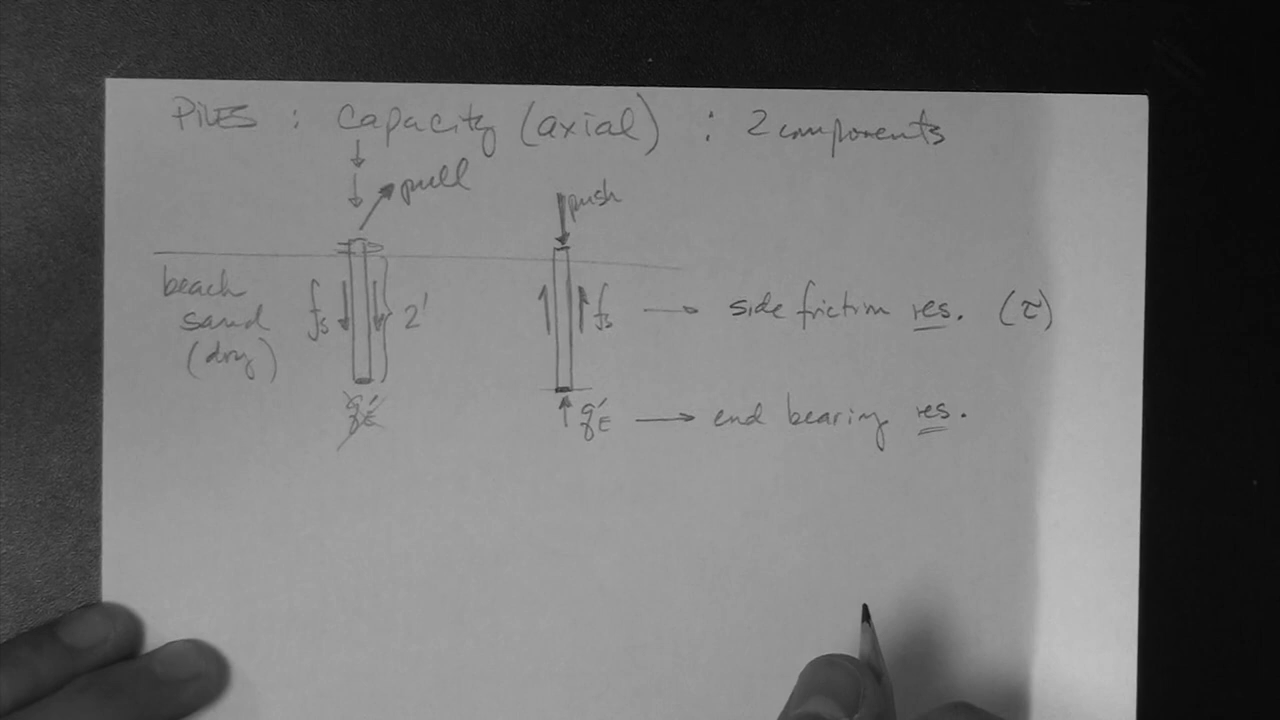 PILES : capacity (axial) : 2 components
pull
push
beach
sand
(dry)
fs
2'
fs → side friction res. (τ)
q'E
q'E → end bearing res.